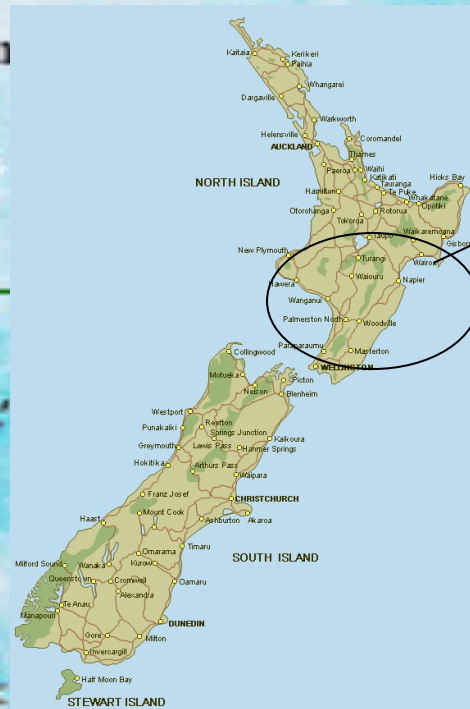 Kaitaia
Kerikeri
Paihia
Whangarei
Dargaville
Warkworth
Helensville
Coromandel
AUCKLAND
Thames
Waihi
Paeroa
Katikati
Tauranga
Hicks Bay
NORTH ISLAND
Hamilton
Te Puke
Whakatane
Opotiki
Otorohanga
Rotorua
Tokoroa
Waikaremoana
Taupo
Gisborn
New Plymouth
Turangi
Wairoa
Waiouru
Napier
Hawera
Wanganui
Palmerston North
Woodville
Paraparaumu
Masterton
Collingwood
WELLINGTON
Motueka
Picton
Nelson
Blenheim
Westport
Punakaiki
Reefton
Springs Junction
Kaikoura
Greymouth
Lewis Pass
Hanmer Springs
Hokitika
Arthurs Pass
Waipara
Franz Josef
CHRISTCHURCH
Mount Cook
Haast
Ashburton
Akaroa
Timaru
SOUTH ISLAND
Milford Sound
Omarama
Wanaka
Kurow
Queenstown
Cromwell
Oamaru
Alexandra
Te Anau
Manapouri
DUNEDIN
Gore
Milton
Invercargill
Half Moon Bay
STEWART ISLAND